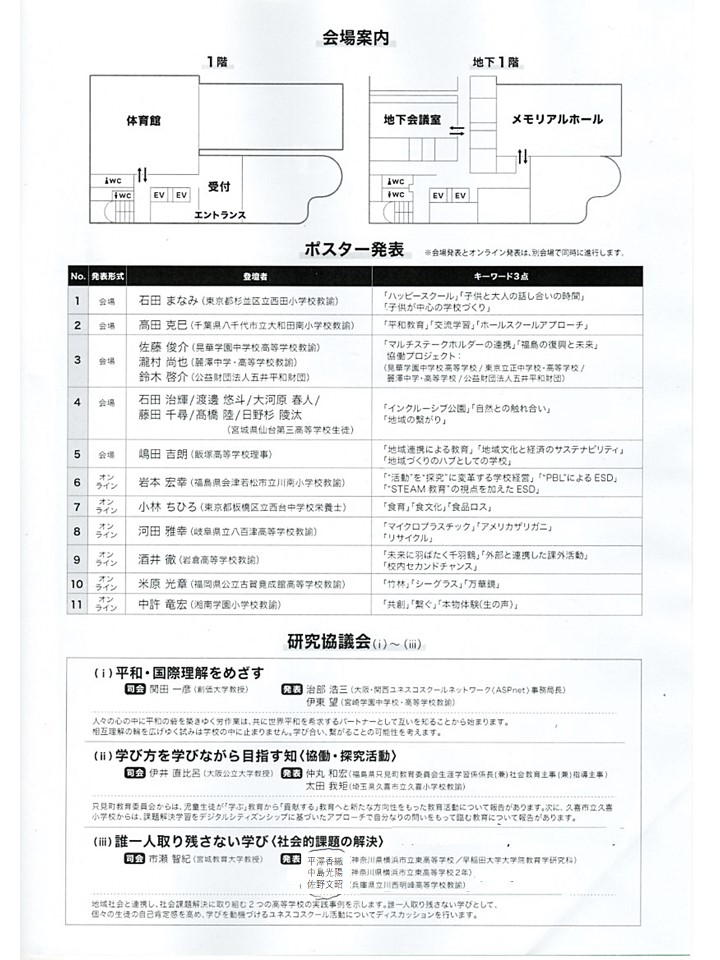 会場案内
1階
地下1階
体育館
地下会議室
メモリアルホール
WC
WC
EV
EV
受付
エントランス
WC
WC
EV
EV
ポスター発表
※会場発表とオンライン発表は、別会場で同時に進行します.
No. 発表形式 登壇者 キーワード3点
1 会場 石田 まなみ(東京都杉並区立西田小学校教諭) 「ハッピースクール」「子供と大人の話し合いの時間」
「子供が中心の学校づくり」
2 会場 高田 克巳(千葉県八千代市立大和田南小学校教諭) 「平和教育」「交流学習」「ホールスクールアプローチ」
3 会場 佐藤 俊介(晃華学園中学校高等学校教諭)
瀧村 尚也(麗澤中学・高等学校教諭)
鈴木 啓介(公益財団法人五井平和財団)
「マルチステークホルダーの連携」「福島の復興と未来」
協働プロジェクト:
(晃華学園中学校高等学校/東京立正中学校・高等学校/
麗澤中学・高等学校/公益財団法人五井平和財団)
4 会場 石田 治輝/渡邊 悠斗/大河原 春人/
藤田 千尋/髙橋 陸/日野杉 陵汰
(宮城県仙台第三高等学校生徒)
「インクルーシブ公園」「自然との触れ合い」
「地域の繋がり」
5 会場 嶋田 吉朗(飯塚高等学校理事) 「地域連携による教育」「地域文化と経済のサステナビリティ」
「地域づくりのハブとしての学校」
6 オンライン 岩本 宏幸(福島県会津若松市立川南小学校教諭) 「“活動”を“探究”に変革する学校経営」「“PBL”によるESD」
「“STEAM教育”の視点を加えたESD」
7 オンライン 小林 ちひろ(東京都板橋区立西台中学校栄養士) 「食育」「食文化」「食品ロス」
8 オンライン 河田 雅幸(岐阜県立八百津高等学校教諭) 「マイクロプラスチック」「アメリカザリガニ」
「リサイクル」
9 オンライン 酒井 徹(岩倉高等学校教諭) 「未来に羽ばたく千羽鶴」「外部と連携した課外活動」
「校内セカンドチャンス」
10 オンライン 米原 光章(福岡県公立古賀竟成館高等学校教諭) 「竹林」「シーグラス」「万華鏡」
11 オンライン 中許 竜宏(湘南学園小学校教諭) 「共創」「繋ぐ」「本物体験(生の声)」
研究協議会(i)～(iii)
(i)平和・国際理解をめざす
司会 関田 一彦(創価大学教授) 発表 治部 浩三(大阪・関西ユネスコスクールネットワーク(ASPnet)事務局長)
伊東 望(宮崎学園中学校・高等学校教諭)
人々の心の中に平和の砦を築きゆく労作業は、共に世界平和を希求するパートナーとして互いを知ることから始まります。
相互理解の輪を広げゆく試みは学校の中に止まりません。学び合い、繋がることの可能性を考えます。
(ii)学び方を学びながら目指す知〈協働・探究活動〉
司会 伊井 直比呂(大阪公立大学教授) 発表 仲丸 和宏(福島県只見町教育委員会生涯学習係係長(兼)社会教育主事(兼)指導主事)
太田 我矩(埼玉県久喜市立久喜小学校教諭)
只見町教育委員会からは、児童生徒が「学ぶ」教育から「貢献する」教育へと新たな方向性をもった教育活動について報告があります。次に、久喜市立久喜
小学校からは、課題解決学習をデジタルシティズンシップに基づいたアプローチで自分なりの問いをもって臨む教育について報告があります。
(iii)誰一人取り残さない学び〈社会的課題の解決〉
司会 市瀬 智紀(宮城教育大学教授) 発表 平澤香織 (神奈川県横浜市立東高等学校/早稲田大学大学院教育学研究科)
中島光陽 (神奈川県横浜市立東高等学校2年)
佐野文昭 (兵庫県立川西明峰高等学校教諭)
地域社会と連携し、社会課題解決に取り組む2つの高等学校の実践事例を示します。誰一人取り残さない学びとして、
個々の生徒の自己肯定感を高め、学びを動機づけるユネスコスクール活動についてディスカッションを行います。